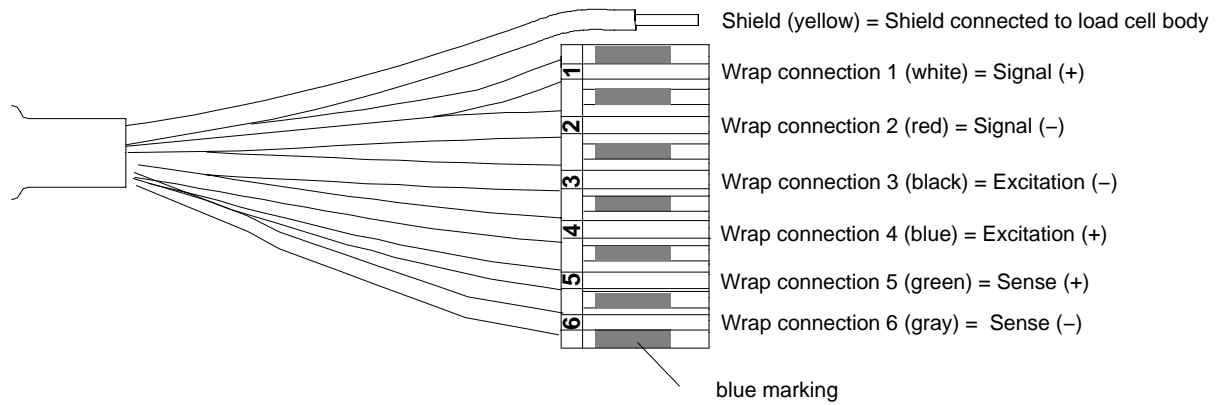 Shield (yellow) = Shield connected to load cell body
1
Wrap connection 1 (white) = Signal (+)
2
Wrap connection 2 (red) = Signal (−)
3
Wrap connection 3 (black) = Excitation (−)
4
Wrap connection 4 (blue) = Excitation (+)
5
Wrap connection 5 (green) = Sense (+)
6
Wrap connection 6 (gray) = Sense (−)
blue marking